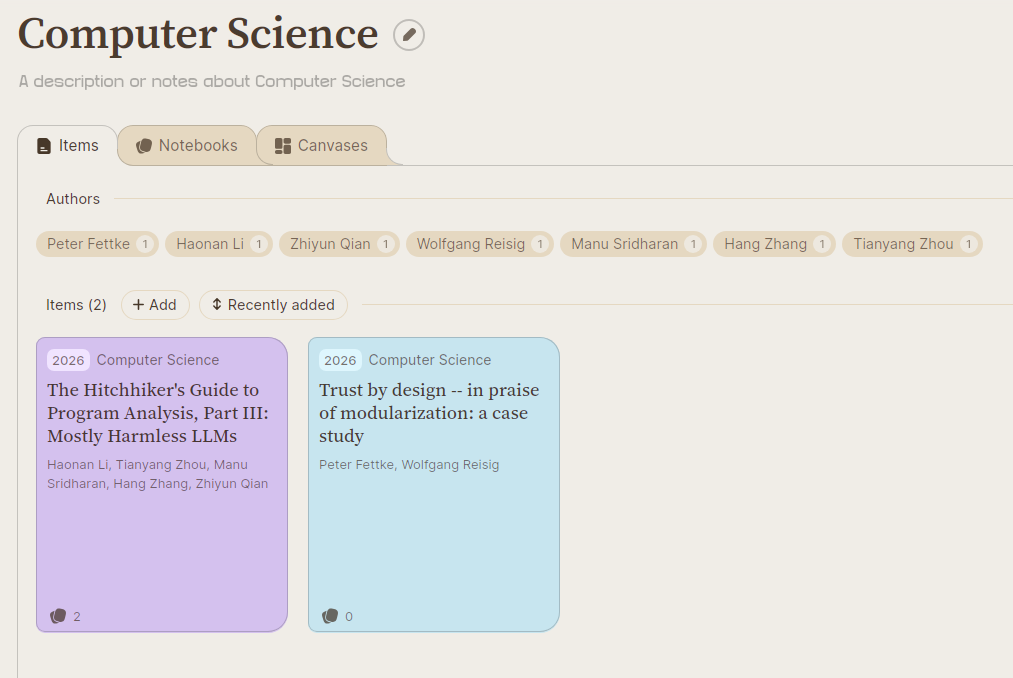 Computer Science
A description or notes about Computer Science
Items Notebooks Canvases
Authors
Peter Fettke 1 Haonan Li 1 Zhiyun Qian 1 Wolfgang Reisig 1 Manu Sridharan 1 Hang Zhang 1 Tianyang Zhou 1
Items (2) Add Recently added
2026 Computer Science
The Hitchhiker's Guide to
Program Analysis, Part III:
Mostly Harmless LLMs
Haonan Li, Tianyang Zhou, Manu
Sridharan, Hang Zhang, Zhiyun Qian
2
2026 Computer Science
Trust by design -- in praise
of modularization: a case
study
Peter Fettke, Wolfgang Reisig
0